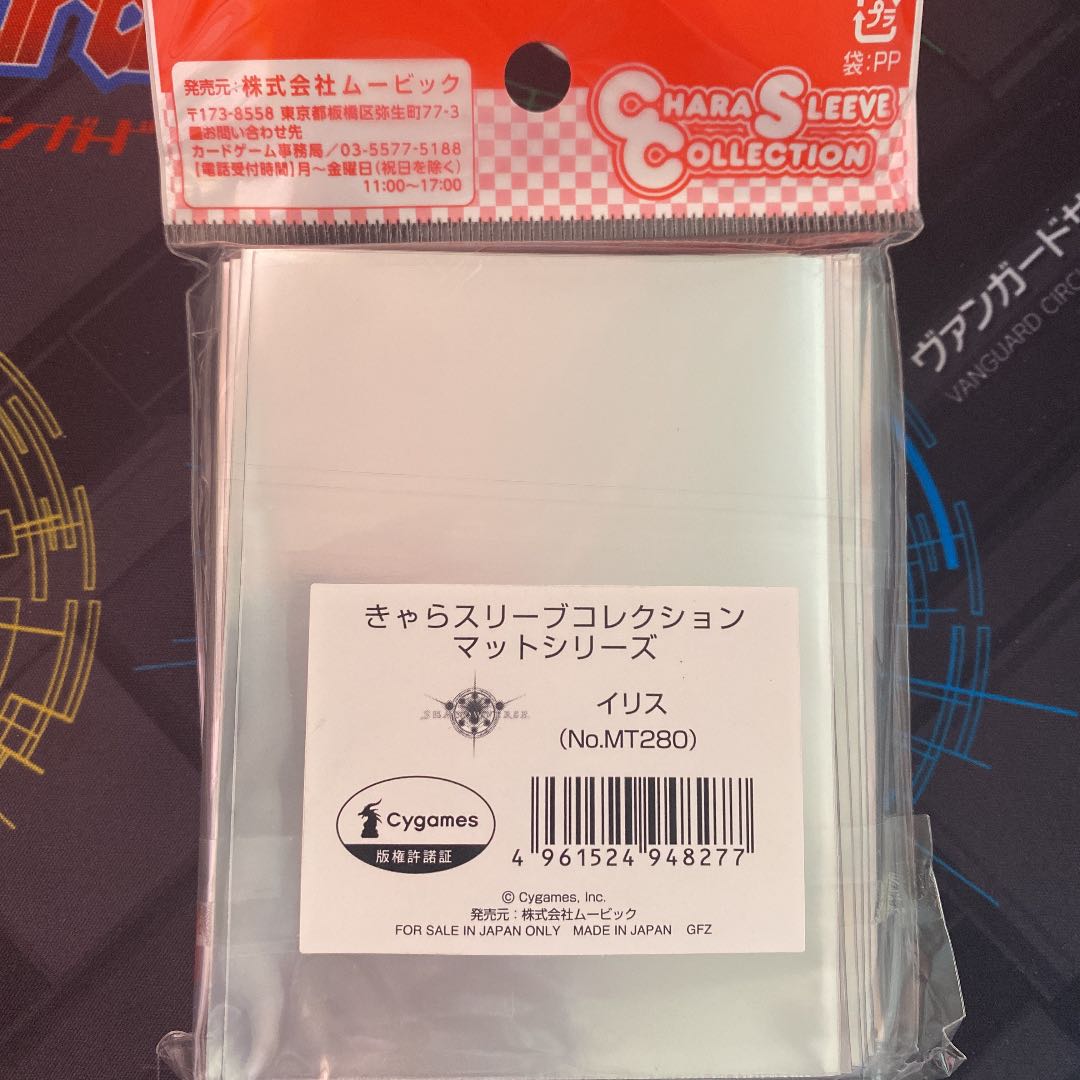 プラ
袋:PP
発売元:株式会社ムービック
〒173-8558 東京都板橋区弥生町77-3
■お問い合わせ先
カードゲーム事務局/03-5577-5188
【電話受付時間】月～金曜日(祝日を除く)
11:00～17:00
CHARA SLEEVE
COLLECTION
ヴァンガードサ
VANGUARD CIRC
ンガード
きゃらスリーブコレクション
マットシリーズ
SHADOWVERSE
イリス
(No.MT280)
Cygames
版権許諾証
4 961524 948277
© Cygames, Inc.
発売元:株式会社ムービック
FOR SALE IN JAPAN ONLY MADE IN JAPAN GFZ